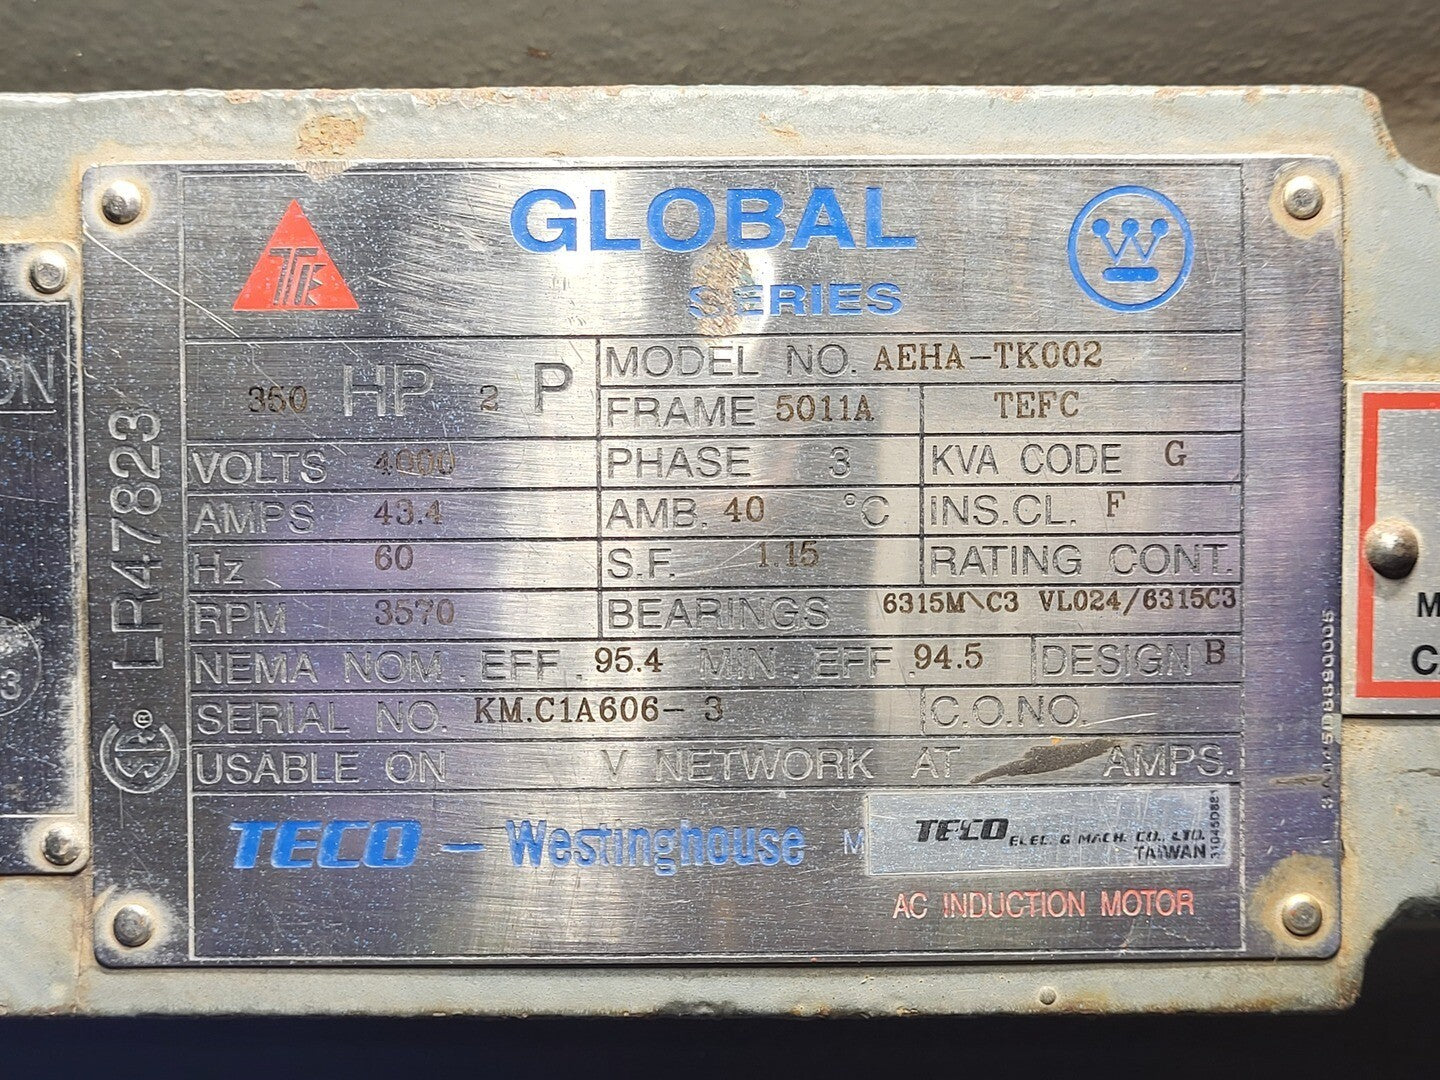 GLOBAL
SERIES
350 HP 2 P
MODEL NO. AEHA-TK002
FRAME 5011A TEFC
VOLTS 4000 PHASE 3 KVA CODE G
AMPS 43.4 AMB. 40 °C INS.CL. F
Hz 60 S.F. 1.15 RATING CONT.
RPM 3570 BEARINGS 6315M\C3 VL024/6315C3
NEMA NOM. EFF. 95.4 MIN. EFF. 94.5 DESIGN B
SERIAL NO. KM.C1A606-3 C.O.NO.
USABLE ON V NETWORK AT AMPS.
TECO - Westinghouse M
TECO ELEC. & MACH. CO., LTD.
TAIWAN
AC INDUCTION MOTOR
LR47823
ON
3
M
C